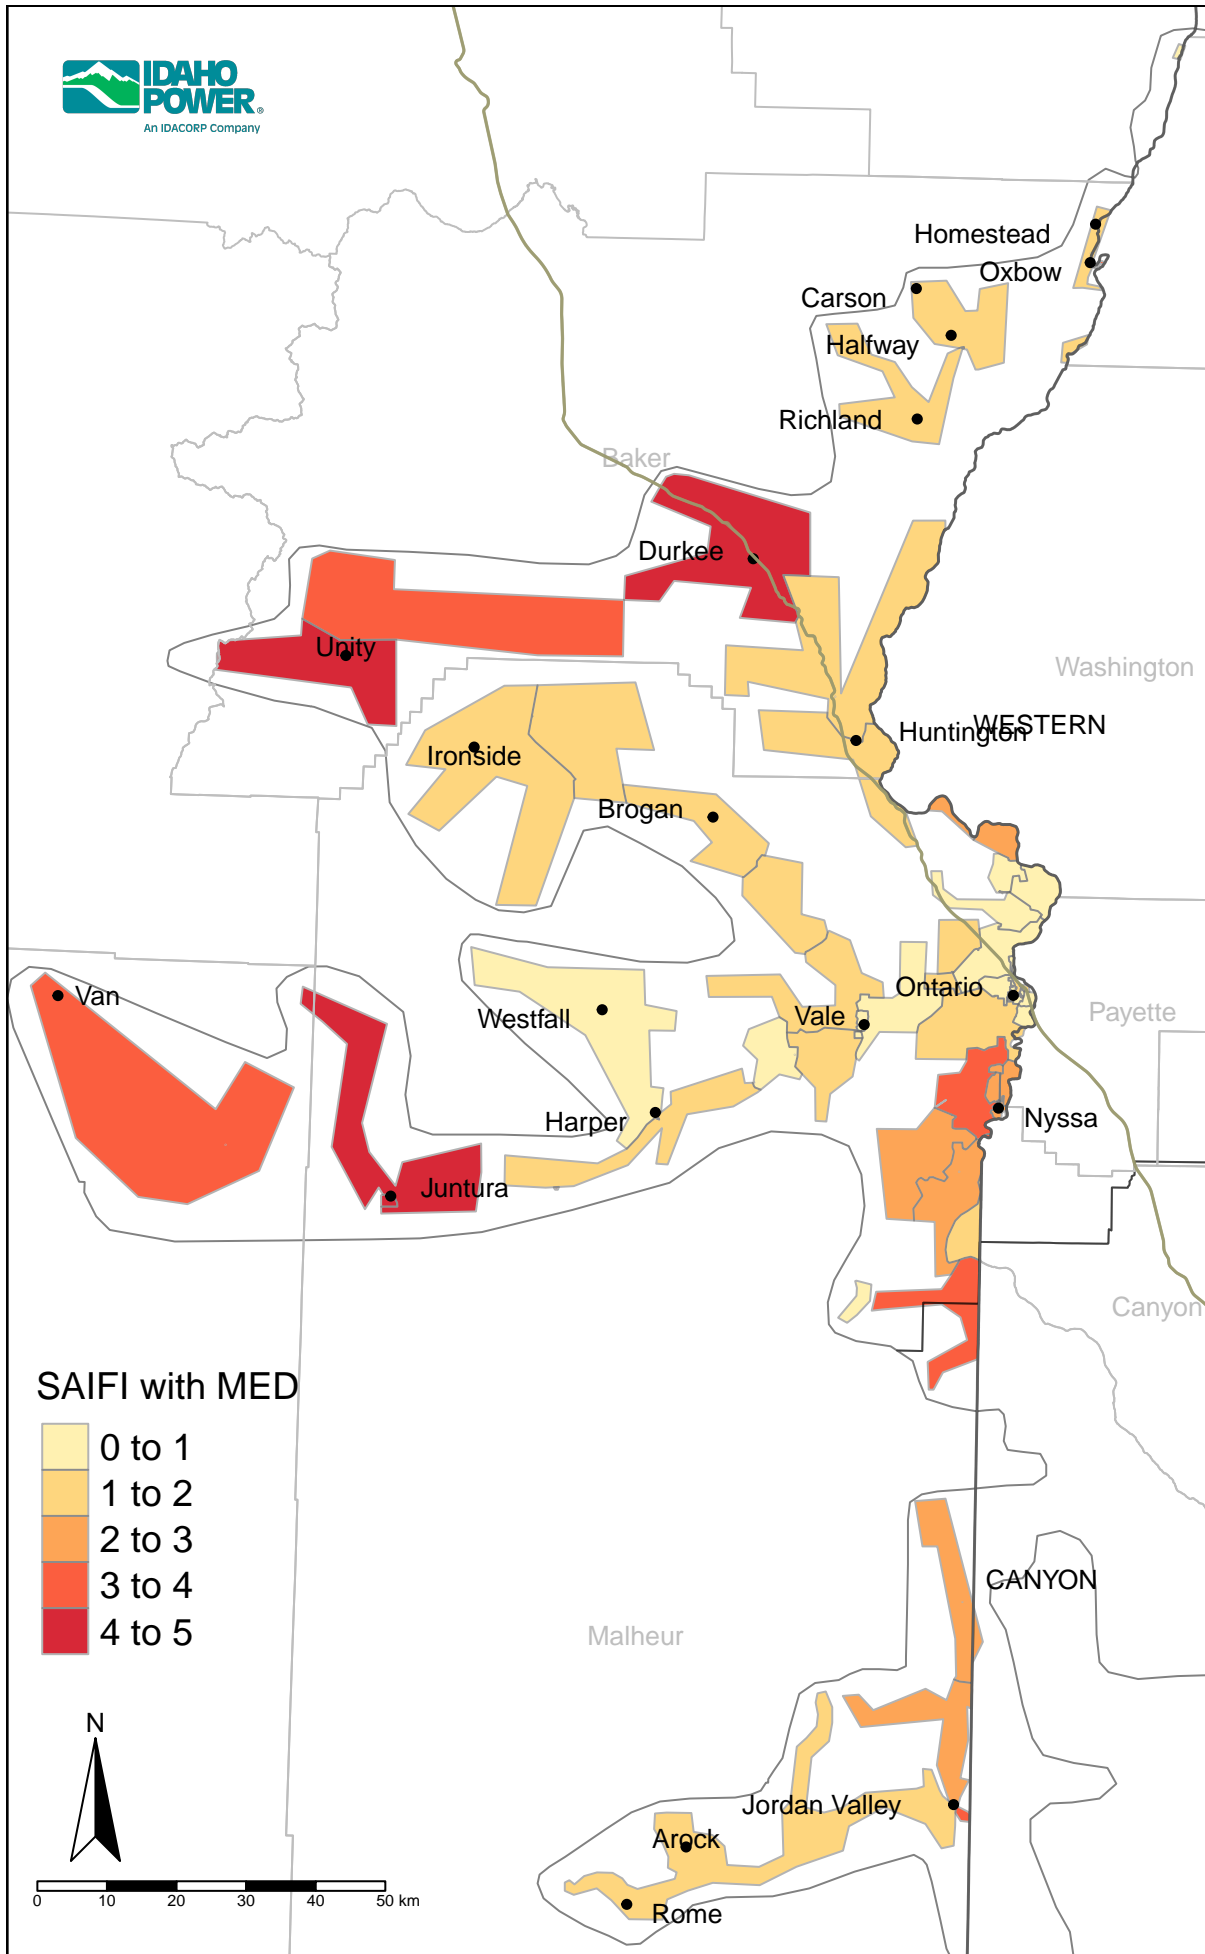 IDAHO
POWER®
An IDACORP Company
Homestead
Oxbow
Carson
Halfway
Richland
Baker
Durkee
Unity
Washington
Huntington
WESTERN
Ironside
Brogan
Van
Westfall
Vale
Ontario
Payette
Harper
Nyssa
Juntura
Canyon
SAIFI with MED
0 to 1
1 to 2
2 to 3
3 to 4
4 to 5
CANYON
Malheur
N
Jordan Valley
Arock
Rome
0 10 20 30 40 50 km